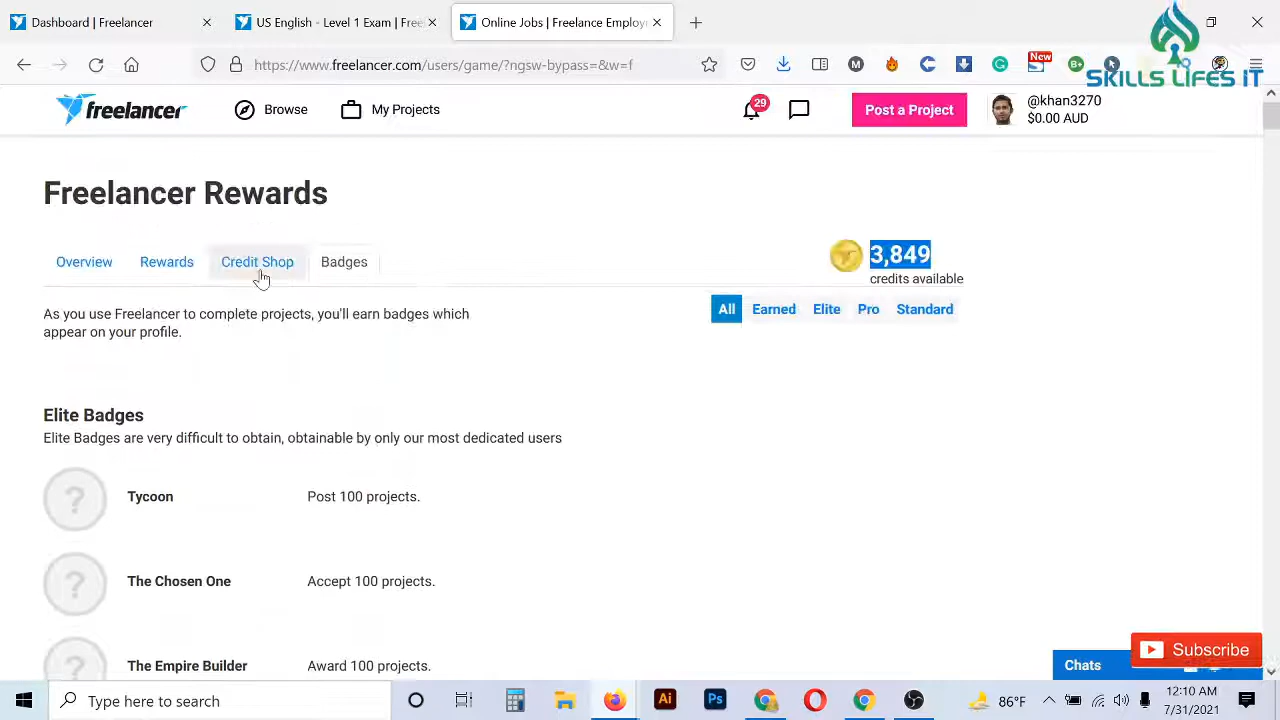 Dashboard | Freelancer
US English - Level 1 Exam | Free
Online Jobs | Freelance Employ
https://www.freelancer.com/users/game/?ngsw-bypass=&w=f
New
SKILLS LIFES IT
freelancer
Browse
My Projects
29
Post a Project
@khan3270
$0.00 AUD
Freelancer Rewards
Overview
Rewards
Credit Shop
Badges
3,849
credits available
As you use Freelancer to complete projects, you'll earn badges which
appear on your profile.
All
Earned
Elite
Pro
Standard
Elite Badges
Elite Badges are very difficult to obtain, obtainable by only our most dedicated users
?
Tycoon
Post 100 projects.
?
The Chosen One
Accept 100 projects.
?
The Empire Builder
Award 100 projects.
Chats
Subscribe
Type here to search
Ai
Ps
86°F
12:10 AM
7/31/2021